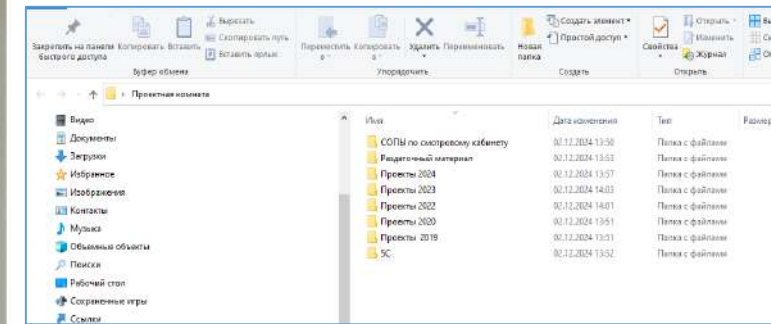 Закрепить на панели быстрого доступа
Копировать
Вставить
Вырезать
Скопировать путь
Вставить ярлык
Переместить в
Копировать в
Удалить
Переименовать
Новая папка
Создать элемент
Простой доступ
Свойства
Открыть
Изменить
Журнал
Буфер обмена
Упорядочить
Создать
Открыть
Проектная комната
Имя
Дата изменения
Тип
Размер
Видео
Документы
Загрузки
Избранное
Изображения
Контакты
Музыка
Объемные объекты
Поиски
Рабочий стол
Сохраненные игры
Ссылки
СОПЫ по смотровому кабинету 02.12.2024 13:50 Папка с файлами
Раздаточный материал 02.12.2024 13:53 Папка с файлами
Проекты 2024 02.12.2024 13:57 Папка с файлами
Проекты 2023 02.12.2024 14:03 Папка с файлами
Проекты 2022 02.12.2024 14:01 Папка с файлами
Проекты 2020 02.12.2024 13:51 Папка с файлами
Проекты 2019 02.12.2024 13:51 Папка с файлами
5С 02.12.2024 13:52 Папка с файлами